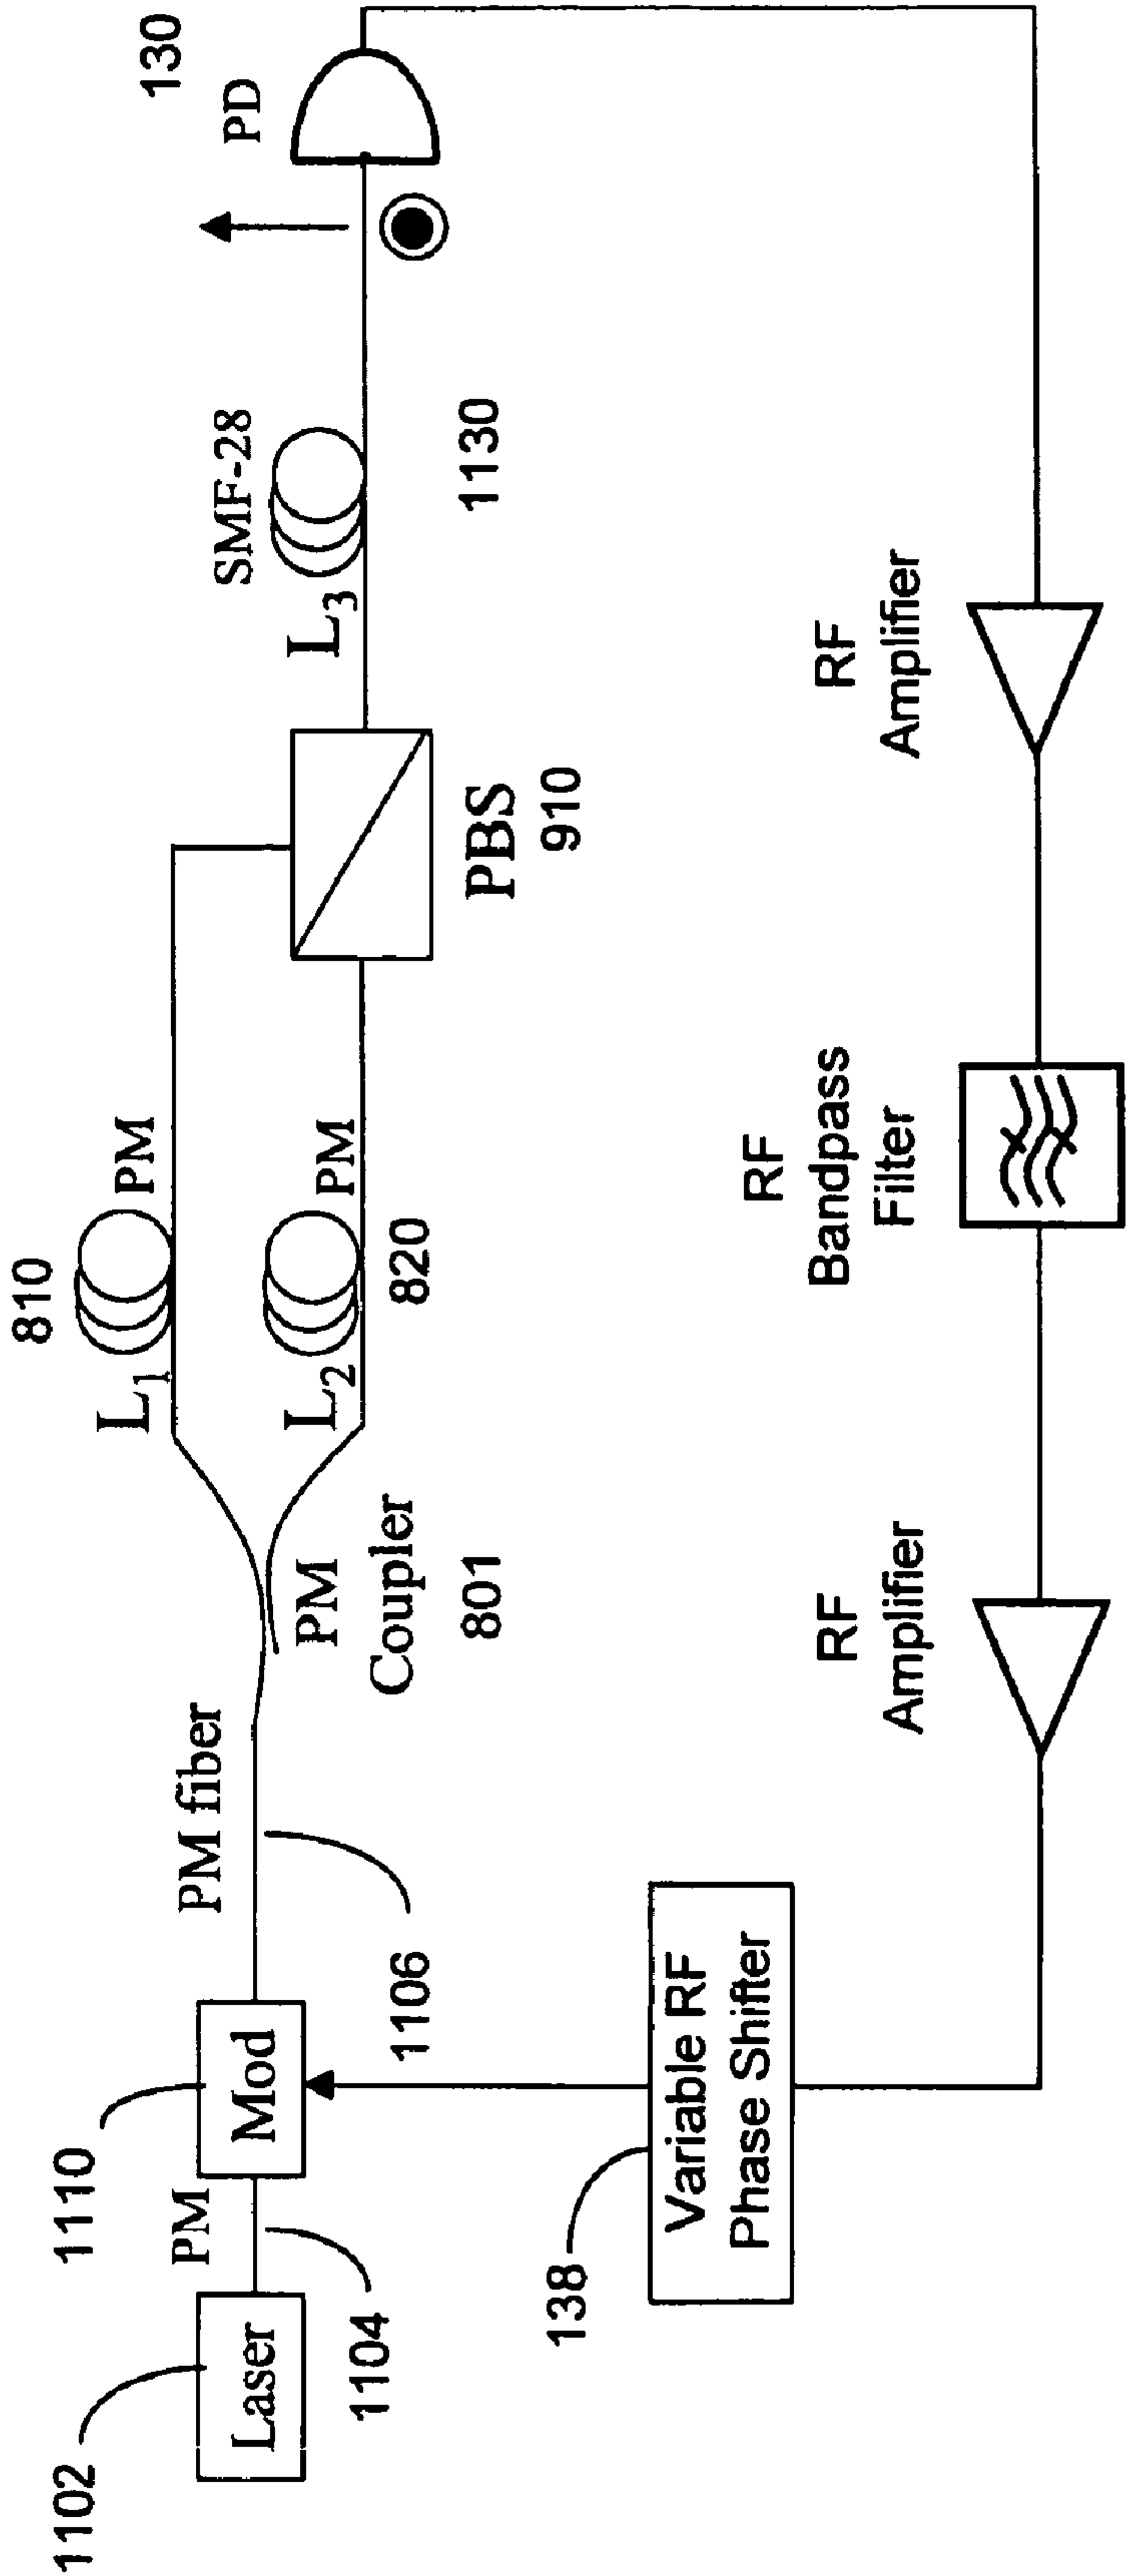 1102
Laser
1104
PM
1110
Mod
1106
PM fiber
PM
Coupler
801
L1
810
PM
L2
820
PM
PBS
910
L3
SMF-28
1130
PD
130
RF
Amplifier
RF
Bandpass
Filter
RF
Amplifier
138
Variable RF
Phase Shifter